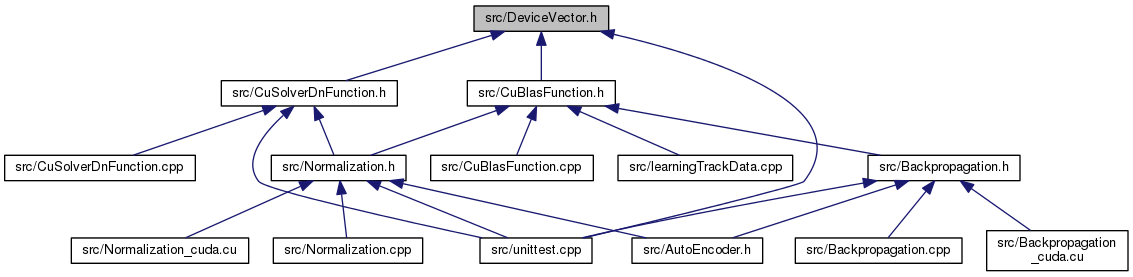 src/DeviceVector.h
src/CuSolverDnFunction.h
src/CuBlasFunction.h
src/CuSolverDnFunction.cpp
src/Normalization.h
src/CuBlasFunction.cpp
src/learningTrackData.cpp
src/Backpropagation.h
src/Normalization_cuda.cu
src/Normalization.cpp
src/unittest.cpp
src/AutoEncoder.h
src/Backpropagation.cpp
src/Backpropagation
_cuda.cu